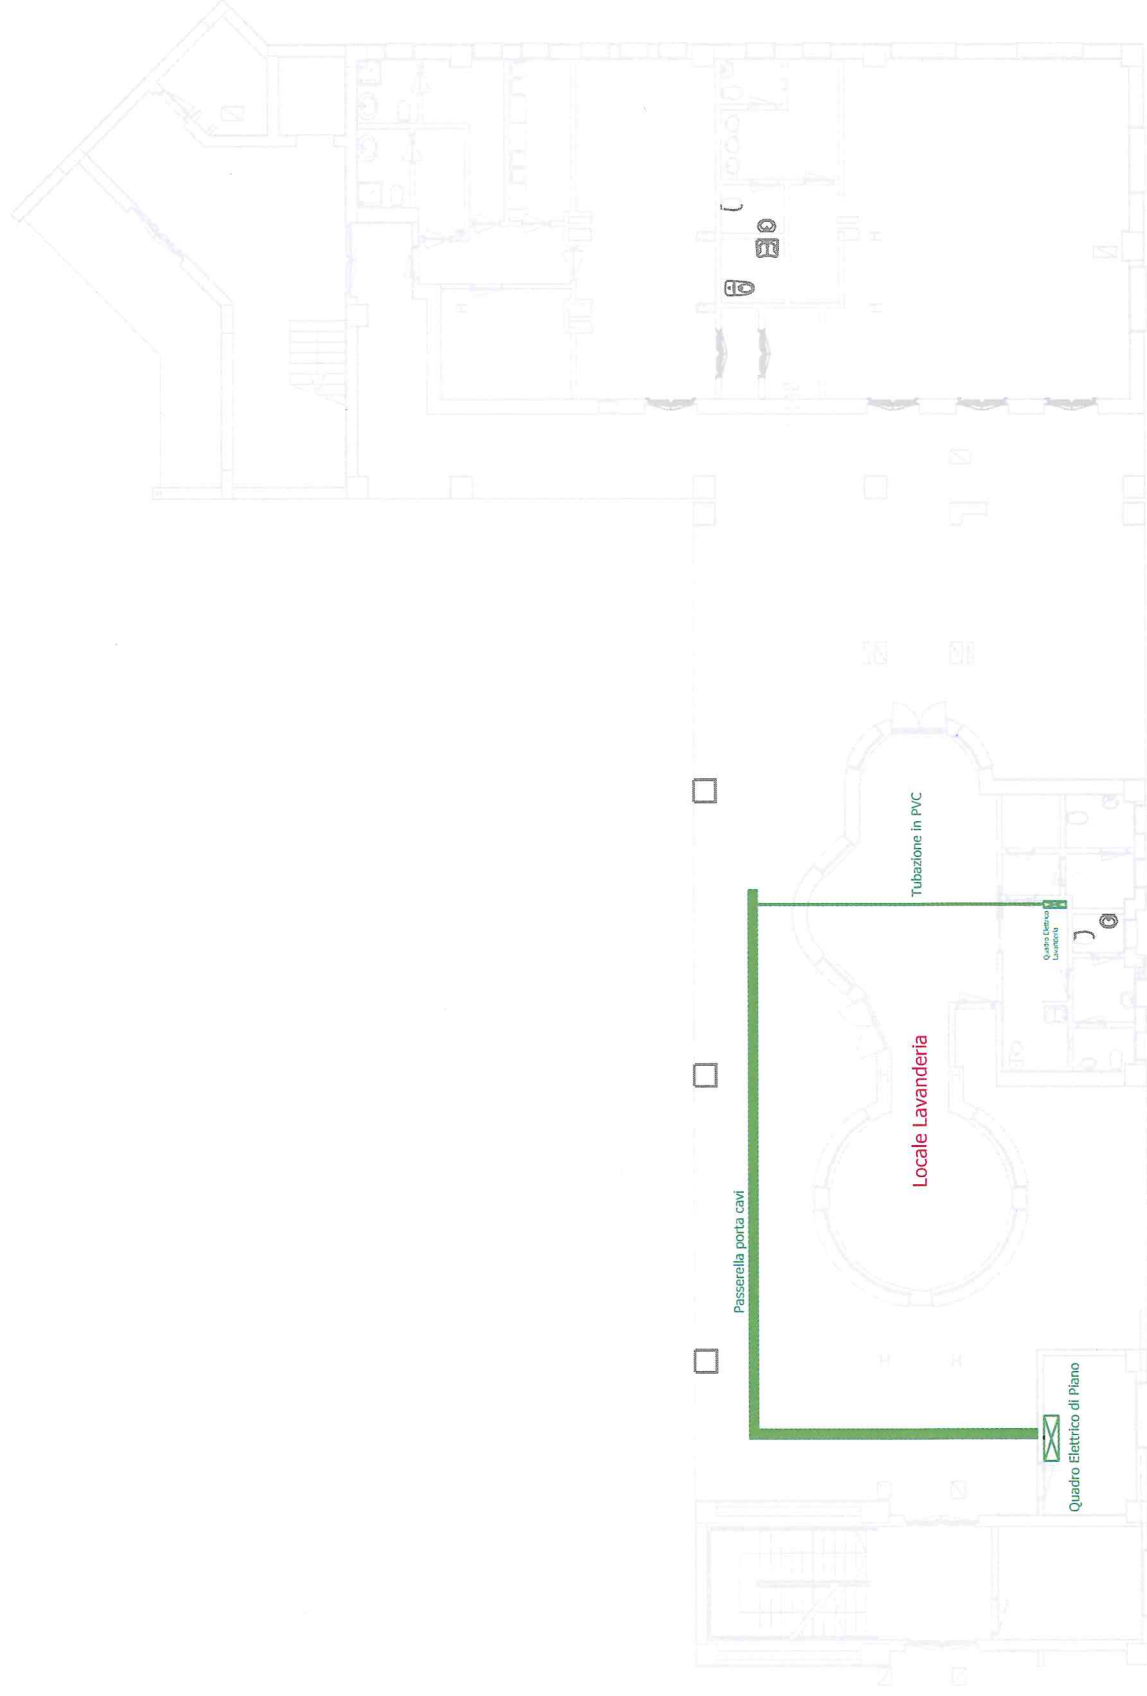 Tubazione in PVC
Quadro Elettrico
Lavanderia
Locale Lavanderia
Passerella porta cavi
Quadro Elettrico di Piano